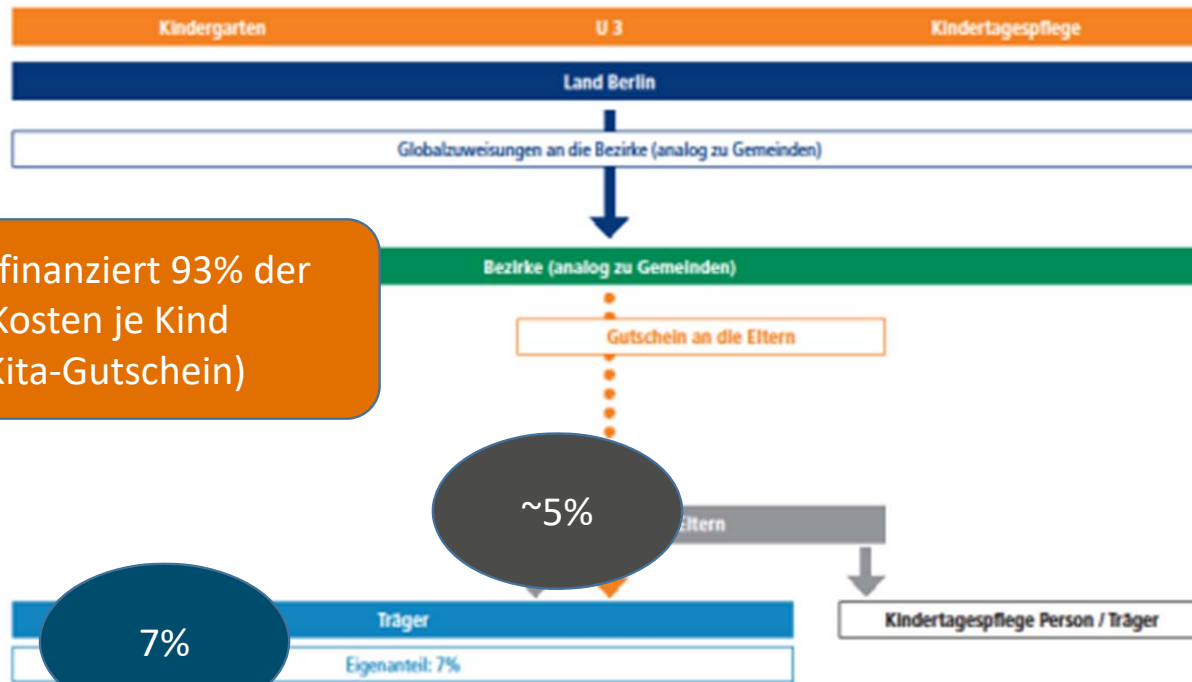 Kindergarten U 3 Kindertagespflege
Land Berlin
Globalzuweisungen an die Bezirke (analog zu Gemeinden)
finanziert 93% der
Kosten je Kind
Kita-Gutschein)
Bezirke (analog zu Gemeinden)
Gutschein an die Eltern
~5%
Eltern
Träger
Kindertagespflege Person / Träger
7%
Eigenanteil: 7%